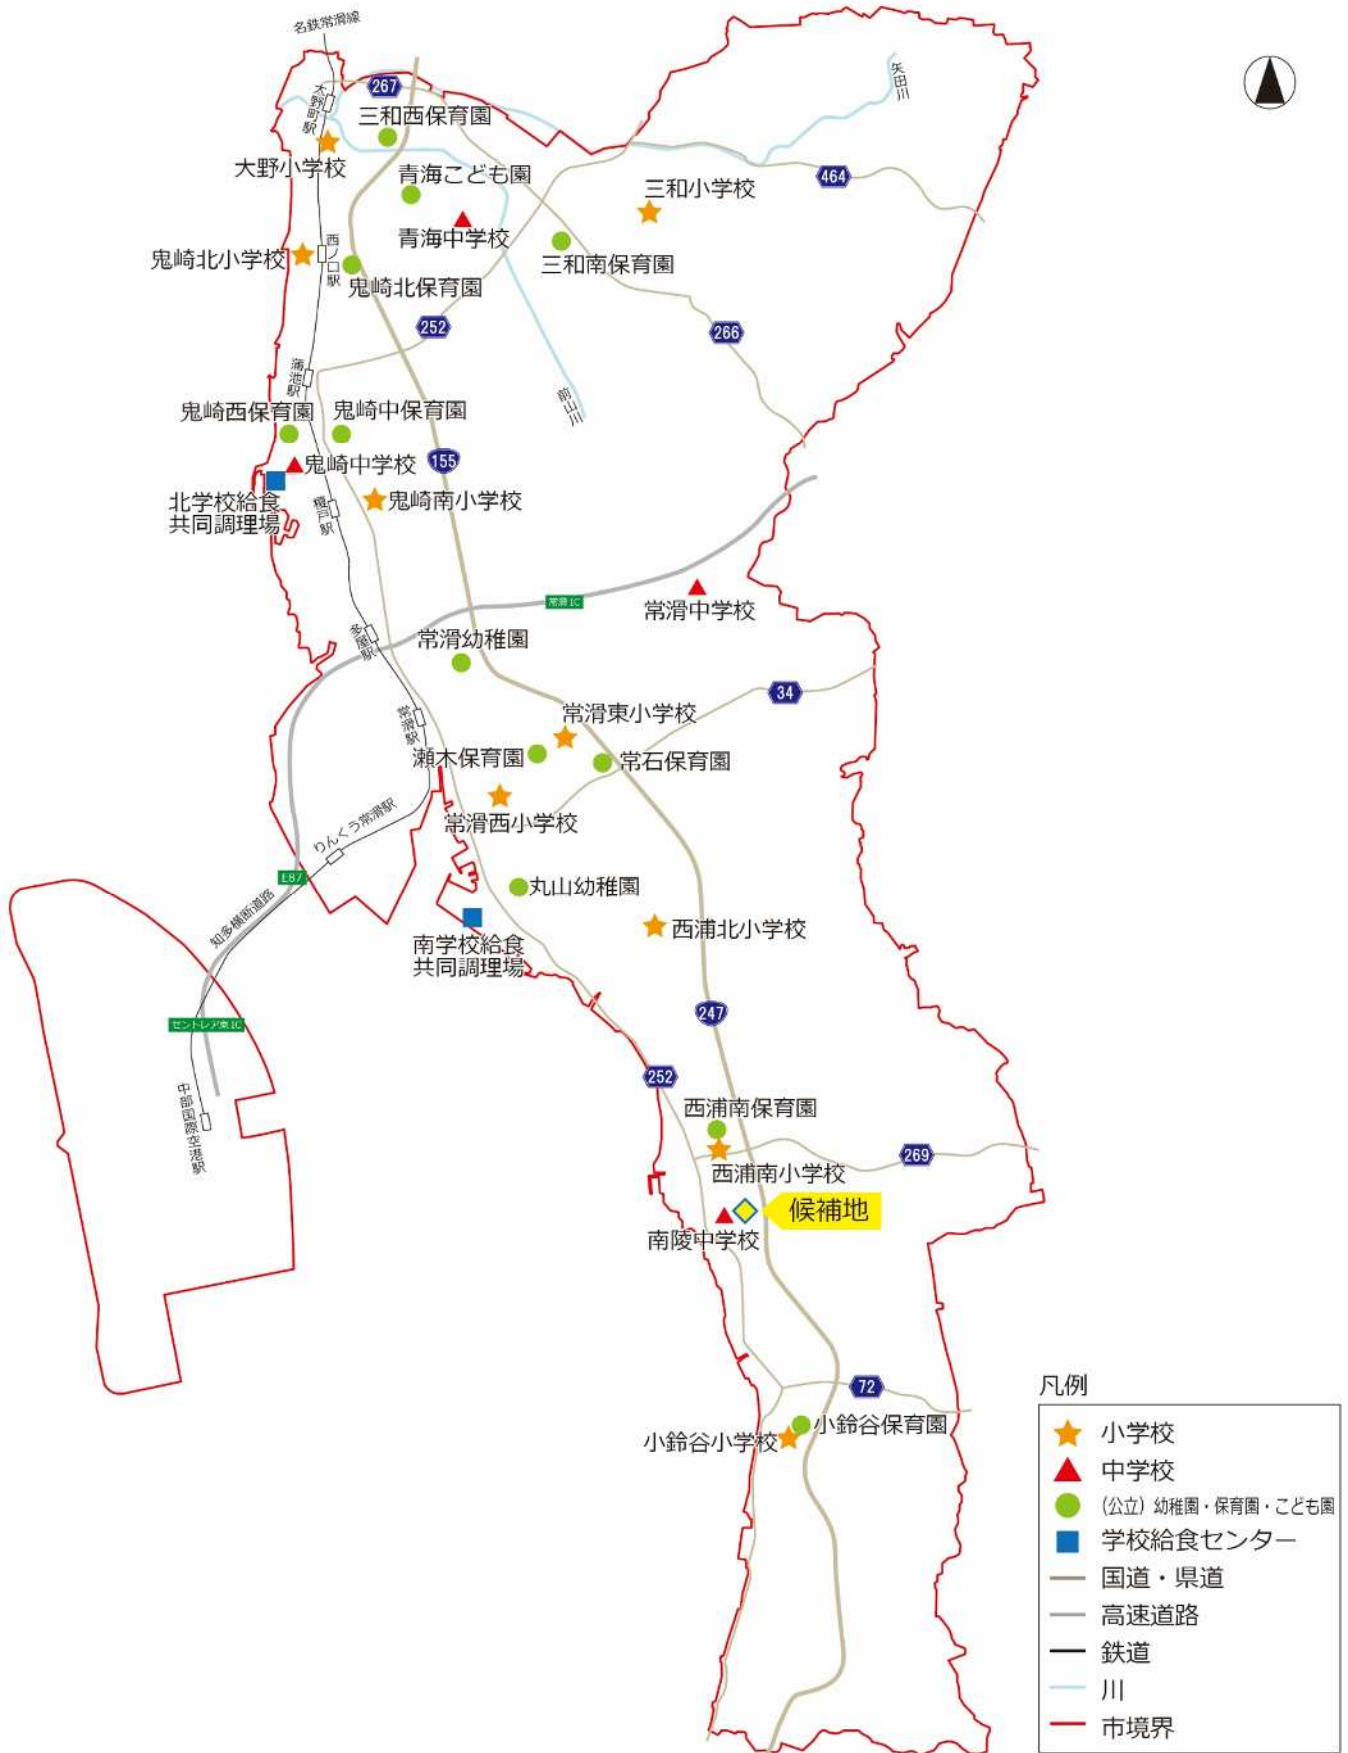 名鉄常滑線
267
大野町駅
三和西保育園
矢田川
大野小学校
青海こども園
464
三和小学校
青海中学校
鬼崎北小学校
西ノ口駅
三和南保育園
鬼崎北保育園
252
266
蒲池駅
前山川
鬼崎西保育園
鬼崎中保育園
鬼崎中学校
155
北学校給食
共同調理場
榎戸駅
鬼崎南小学校
常滑IC
常滑中学校
多屋駅
常滑幼稚園
34
常滑駅
常滑東小学校
瀬木保育園
常石保育園
常滑西小学校
りんくう常滑駅
E87
丸山幼稚園
知多横断道路
西浦北小学校
南学校給食
共同調理場
247
セントレア東IC
252
中部国際空港駅
西浦南保育園
269
西浦南小学校
候補地
南陵中学校
72
小鈴谷保育園
小鈴谷小学校
凡例
小学校
中学校
(公立) 幼稚園・保育園・こども園
学校給食センター
国道・県道
高速道路
鉄道
川
市境界